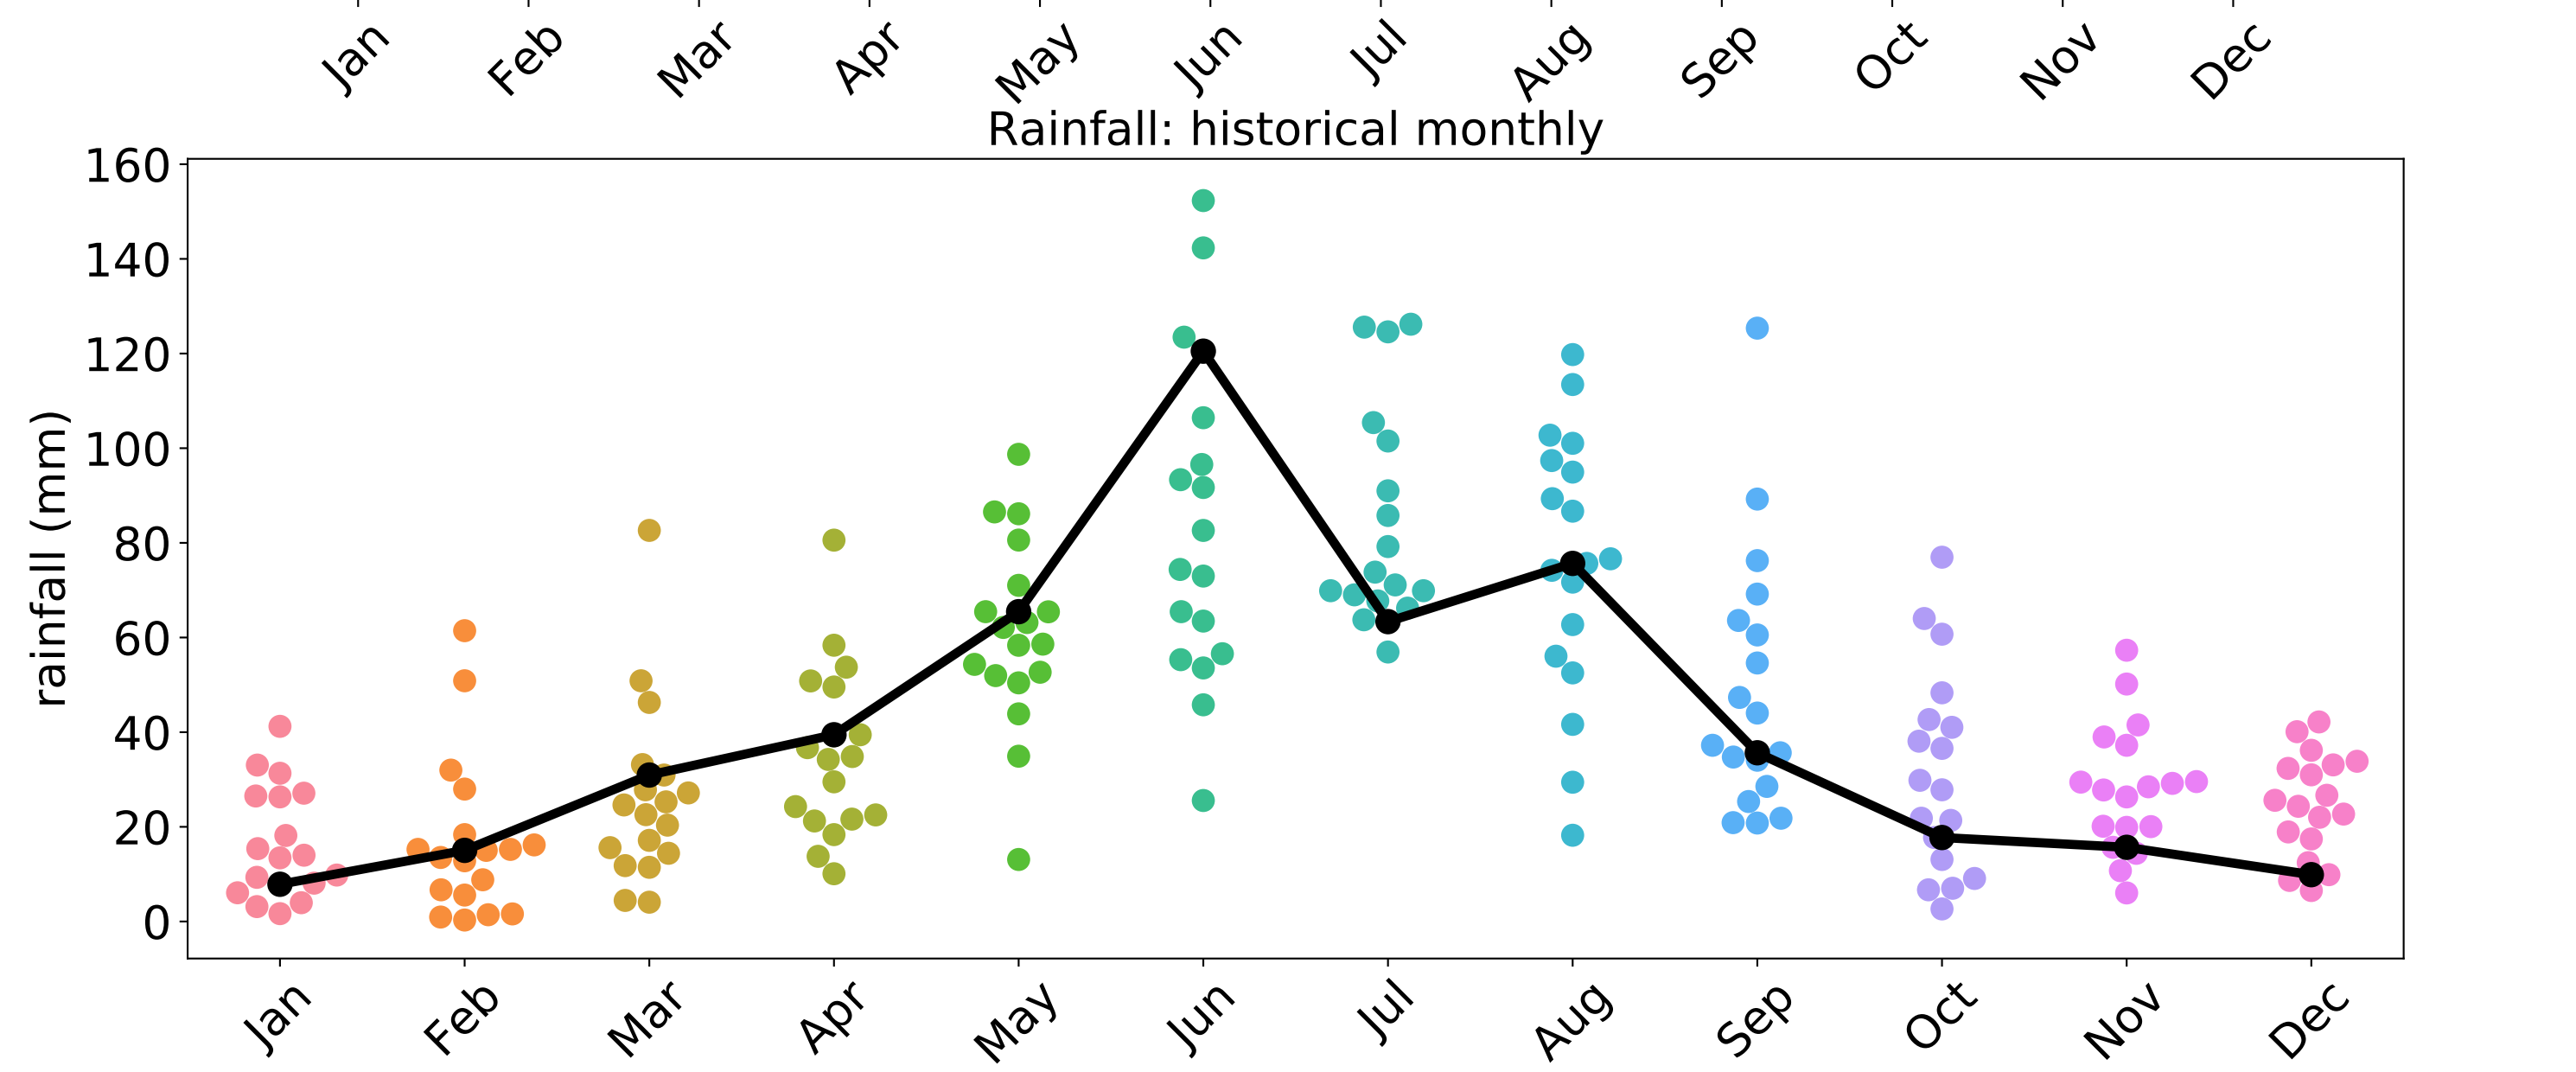 Jan Feb Mar Apr May Jun Jul Aug Sep Oct Nov Dec
Rainfall: historical monthly
160
140
120
100
80
60
40
20
0
rainfall (mm)
Jan Feb Mar Apr May Jun Jul Aug Sep Oct Nov Dec